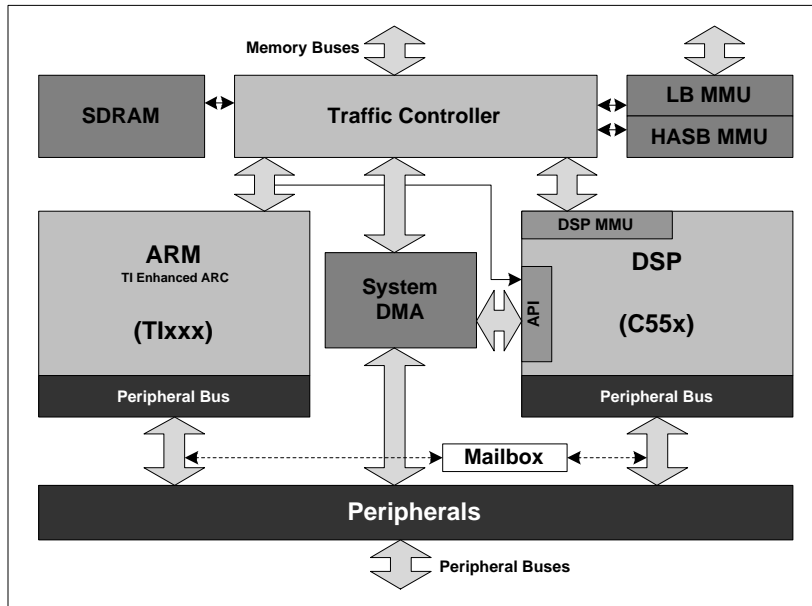 Memory Buses
SDRAM
Traffic Controller
LB MMU
HASB MMU
ARM
TI Enhanced ARC
(TIxxx)
Peripheral Bus
System
DMA
DSP MMU
DSP
API
(C55x)
Peripheral Bus
Mailbox
Peripherals
Peripheral Buses